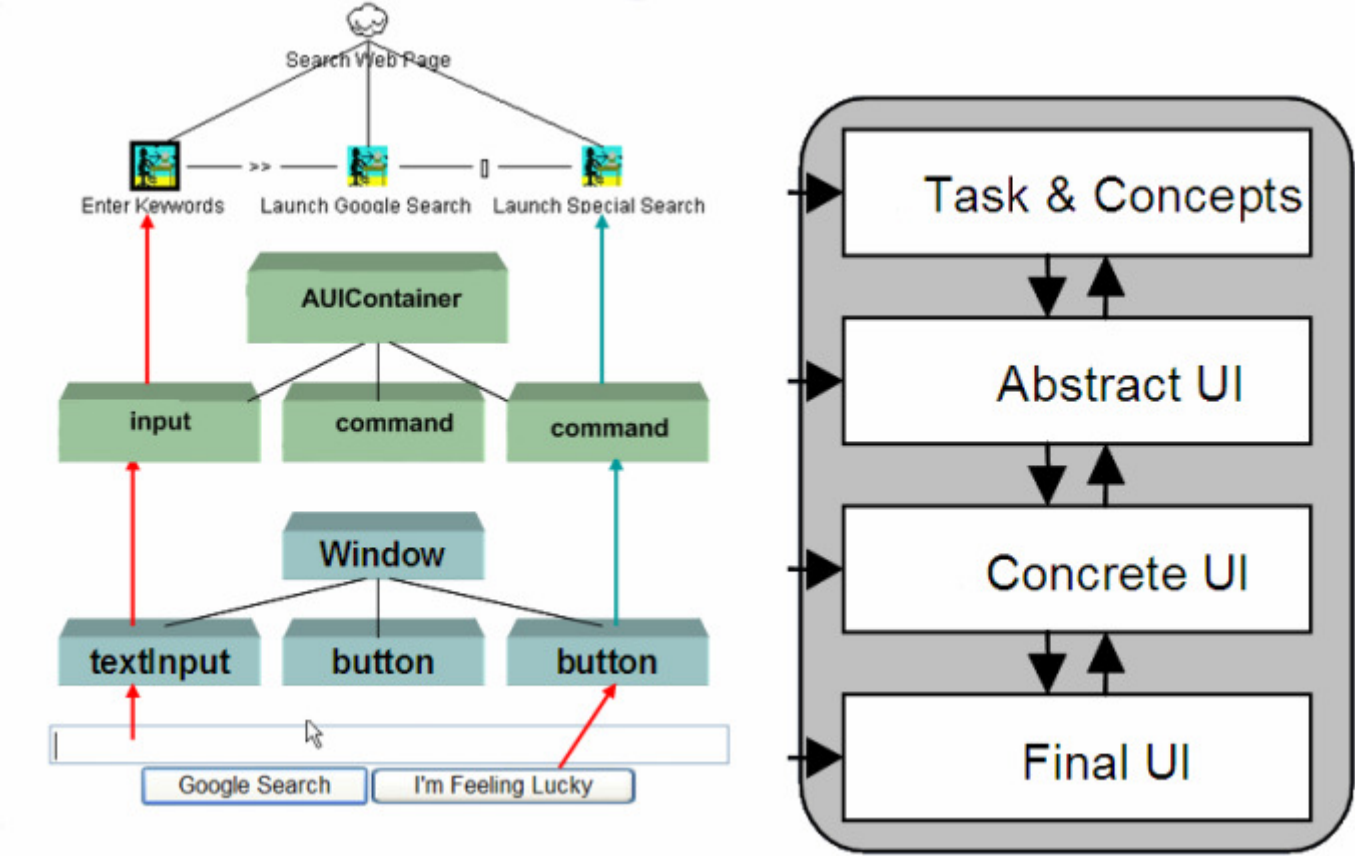 Search Web Page
>>
[]
Enter Keywords
Launch Google Search
Launch Special Search
AUIContainer
input
command
command
Window
textInput
button
button
Google Search
I'm Feeling Lucky
Task & Concepts
Abstract UI
Concrete UI
Final UI